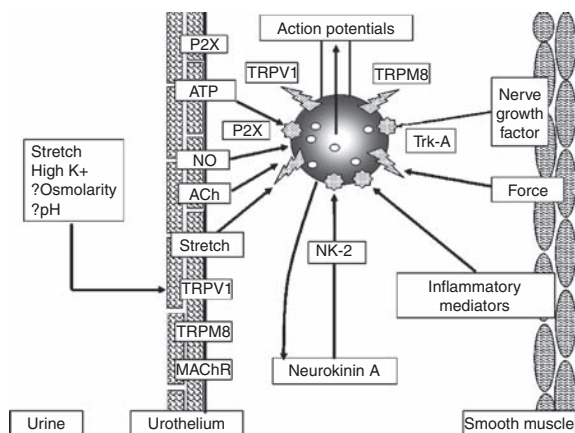 Action potentials
P2X
TRPV1
TRPM8
ATP
P2X
Trk-A
Nerve
growth
factor
Stretch
High K+
?Osmolarity
?pH
NO
ACh
Force
Stretch
NK-2
TRPV1
Inflammatory
mediators
TRPM8
MAChR
Neurokinin A
Urine
Urothelium
Smooth muscle